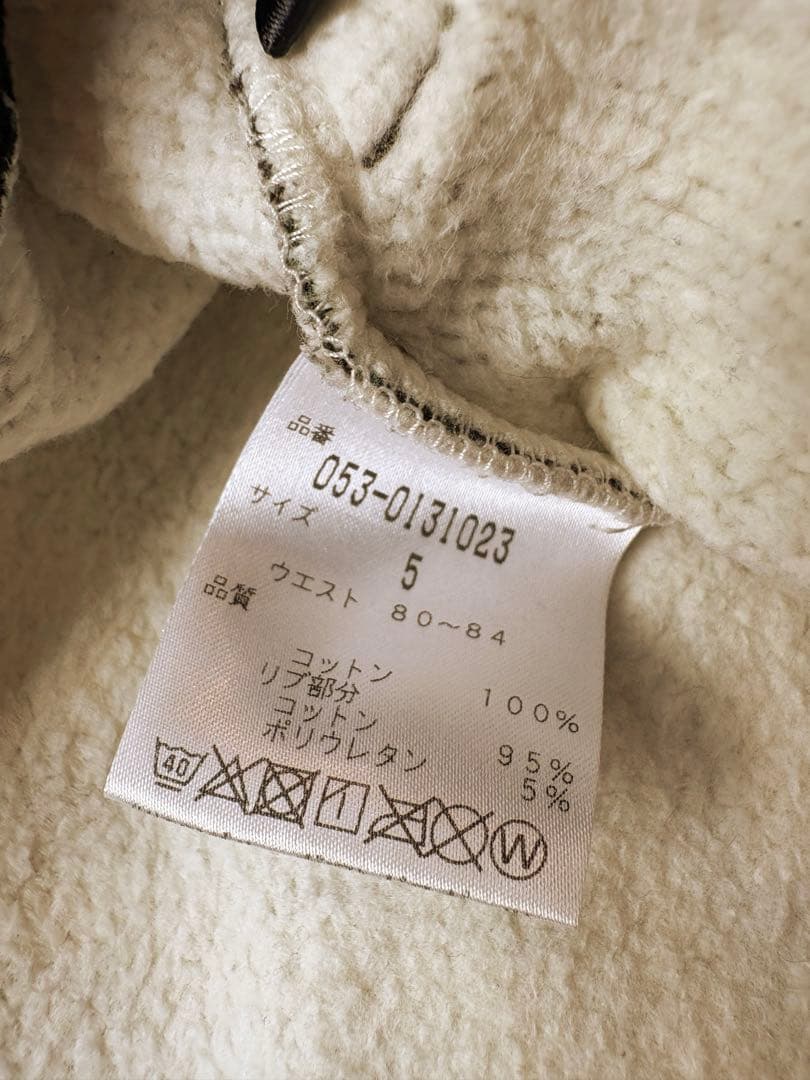 品番
053-0131023
サイズ 5
ウエスト 80~84
品質
コットン 100%
リブ部分
コットン 95%
ポリウレタン 5%
40 W